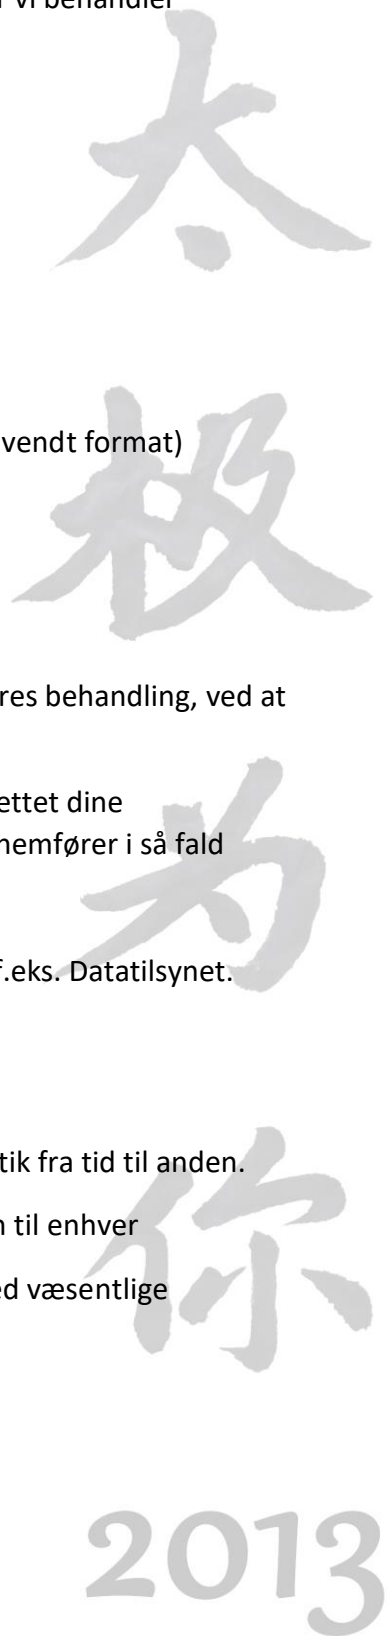 vi behandler
太
vendt format)
极
res behandling, ved at
ettet dine
nemfører i så fald
为
f.eks. Datatilsynet.
tik fra tid til anden.
n til enhver
ed væsentlige
你
2013